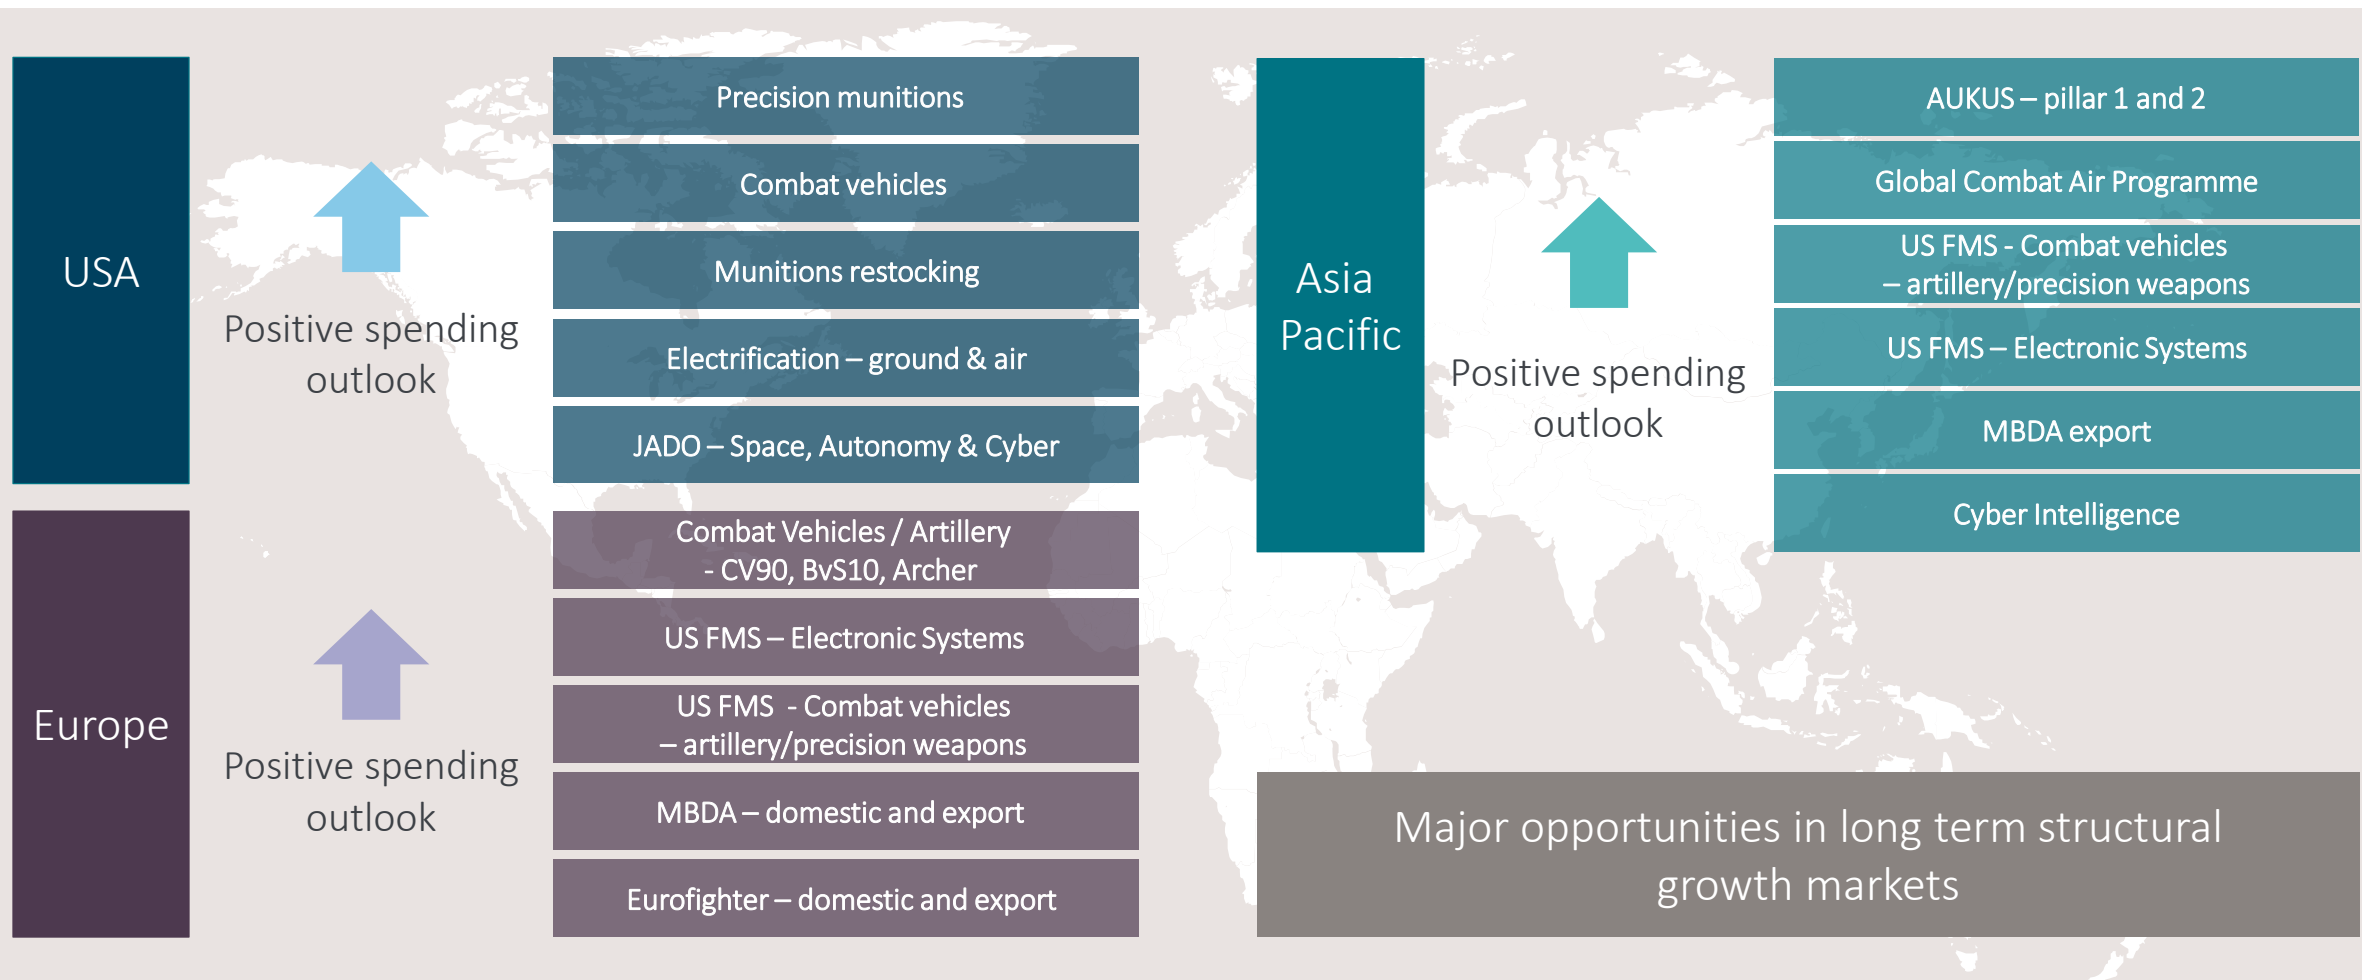 USA
Positive spending
outlook
Precision munitions
Combat vehicles
Munitions restocking
Electrification – ground & air
JADO – Space, Autonomy & Cyber
Europe
Positive spending
outlook
Combat Vehicles / Artillery
- CV90, BvS10, Archer
US FMS – Electronic Systems
US FMS  - Combat vehicles
– artillery/precision weapons
MBDA – domestic and export
Eurofighter – domestic and export
Asia
Pacific
Positive spending
outlook
AUKUS – pillar 1 and 2
Global Combat Air Programme
US FMS - Combat vehicles
– artillery/precision weapons
US FMS – Electronic Systems
MBDA export
Cyber Intelligence
Major opportunities in long term structural
growth markets